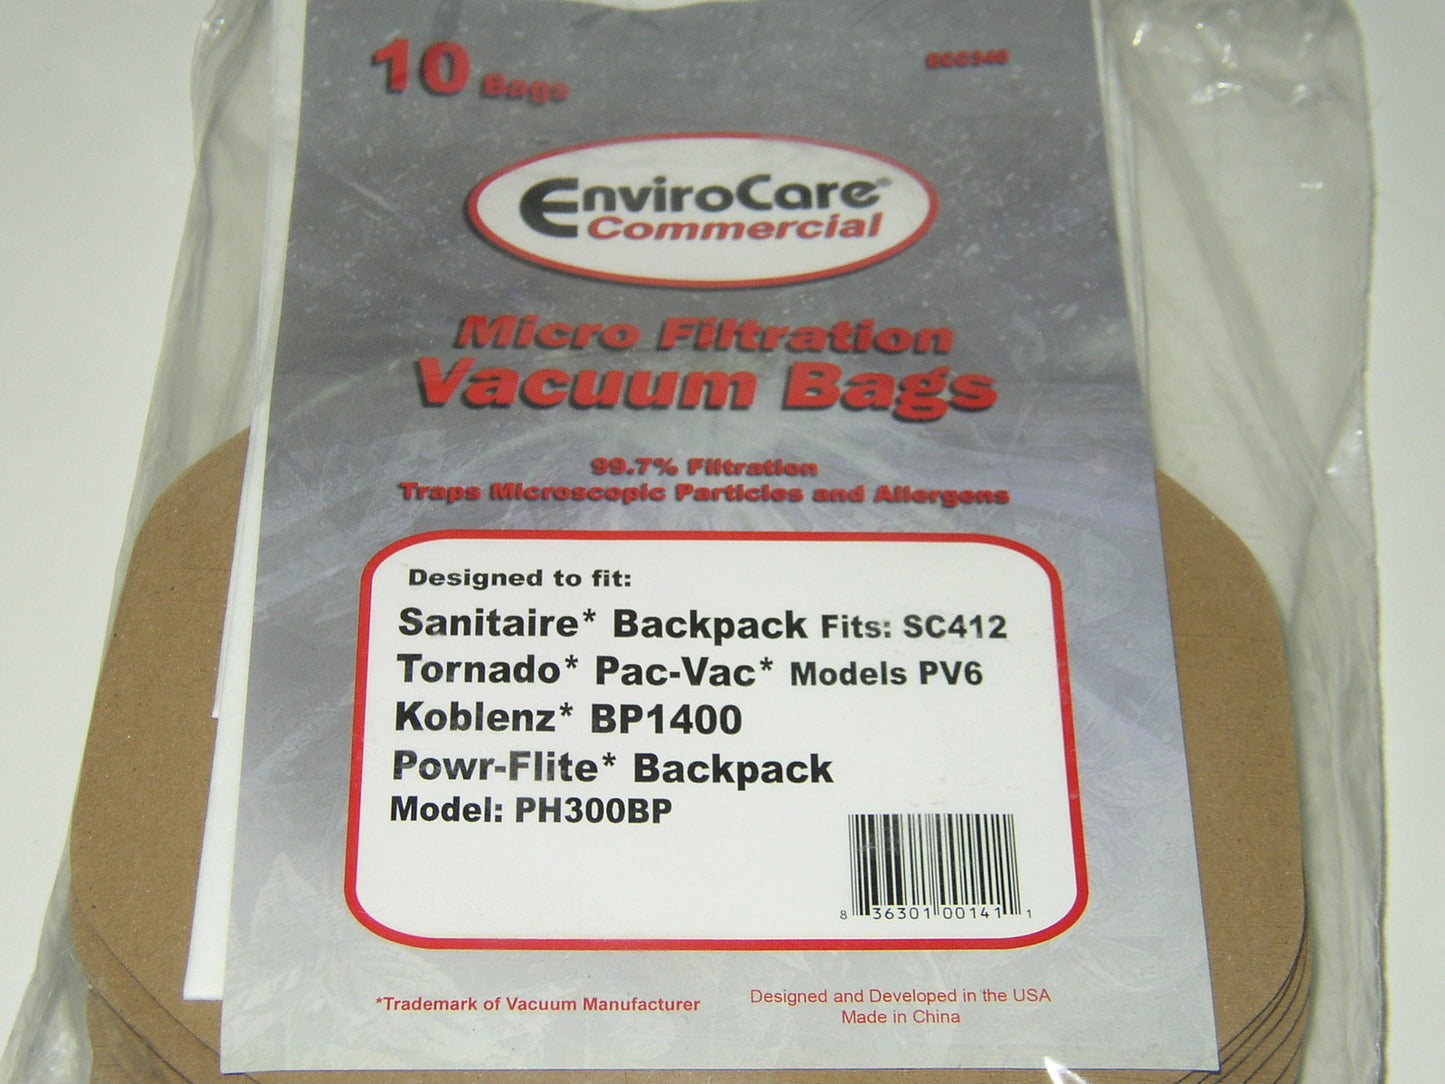 10 Bags
ECC340
EnviroCare®
Commercial
Micro Filtration
Vacuum Bags
99.7% Filtration
Traps Microscopic Particles and Allergens
Designed to fit:
Sanitaire* Backpack Fits: SC412
Tornado* Pac-Vac* Models PV6
Koblenz* BP1400
Powr-Flite* Backpack
Model: PH300BP
8 36301 00141 1
*Trademark of Vacuum Manufacturer
Designed and Developed in the USA
Made in China